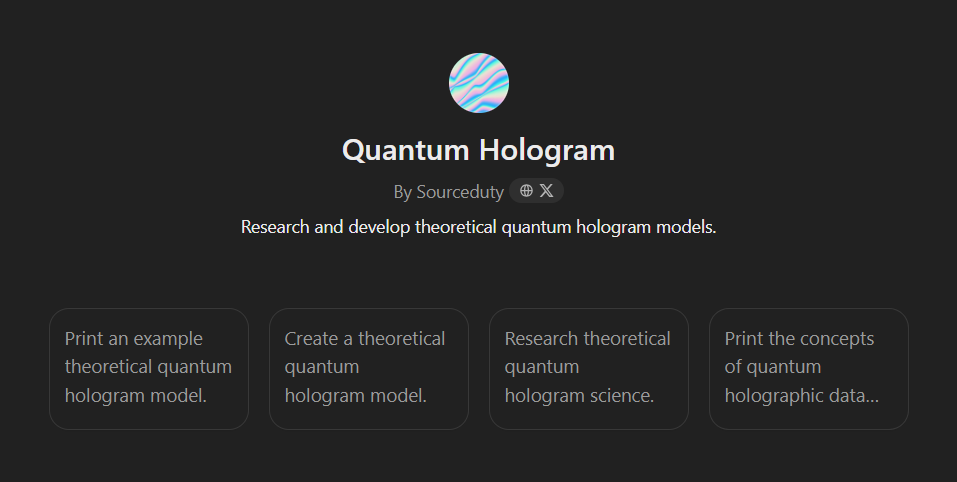 Quantum Hologram
By Sourceduty
Research and develop theoretical quantum hologram models.
Print an example
theoretical quantum
hologram model.
Create a theoretical
quantum
hologram model.
Research theoretical
quantum
hologram science.
Print the concepts
of quantum
holographic data...